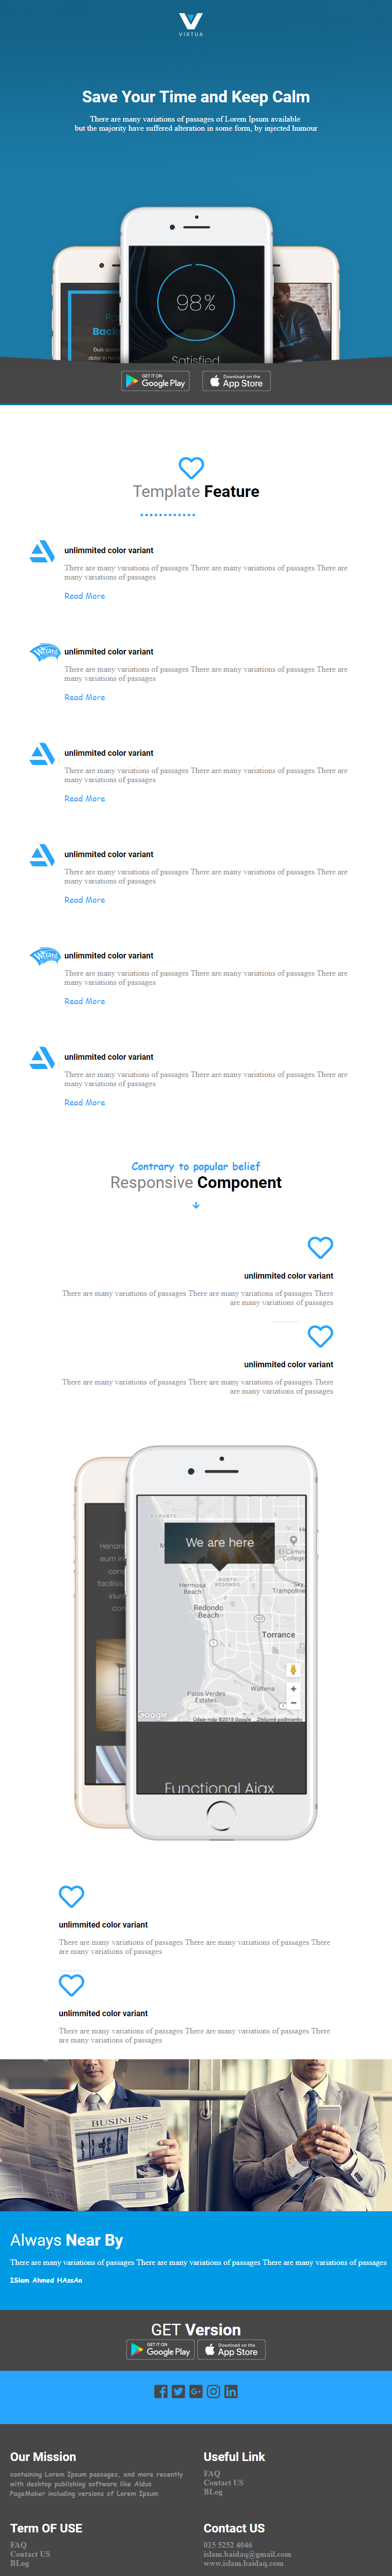 VIRTUA
Save Your Time and Keep Calm
There are many variations of passages of Lorem Ipsum available
but the majority have suffered alteration in some form, by injected humour
98%
Satisfied
GET IT ON
Google Play
Download on the
App Store
Template Feature
unlimmited color variant
There are many variations of passages There are many variations of passages There are
many variations of passages
Read More
Wizard
unlimmited color variant
There are many variations of passages There are many variations of passages There are
many variations of passages
Read More
unlimmited color variant
There are many variations of passages There are many variations of passages There are
many variations of passages
Read More
unlimmited color variant
There are many variations of passages There are many variations of passages There are
many variations of passages
Read More
unlimmited color variant
There are many variations of passages There are many variations of passages There are
many variations of passages
Read More
unlimmited color variant
There are many variations of passages There are many variations of passages There are
many variations of passages
Read More
Contrary to popular belief
Responsive Component
unlimmited color variant
There are many variations of passages There are many variations of passages There
are many variations of passages
unlimmited color variant
There are many variations of passages There are many variations of passages There
are many variations of passages
We are here
El Camino
College
Hermosa
Beach
NORTH
REDONDO
Redondo
Beach
Torrance
Palos Verdes
Estates
Walteria
Google
Functional Ajax
unlimmited color variant
There are many variations of passages There are many variations of passages There
are many variations of passages
unlimmited color variant
There are many variations of passages There are many variations of passages There
are many variations of passages
BUSINESS
Always Near By
There are many variations of passages There are many variations of passages There are many variations of passages
ISlam Ahmed HAssAn
GET Version
GET IT ON
Google Play
Download on the
App Store
Our Mission
containing Lorem Ipsum passages, and more recently
with desktop publishing software like Aldus
PageMaker including versions of Lorem Ipsum
Useful Link
FAQ
Contact US
BLog
Term OF USE
FAQ
Contact US
BLog
Contact US
015 5252 4046
islam.baidaq@gmail.com
www.islam.baidaq.com